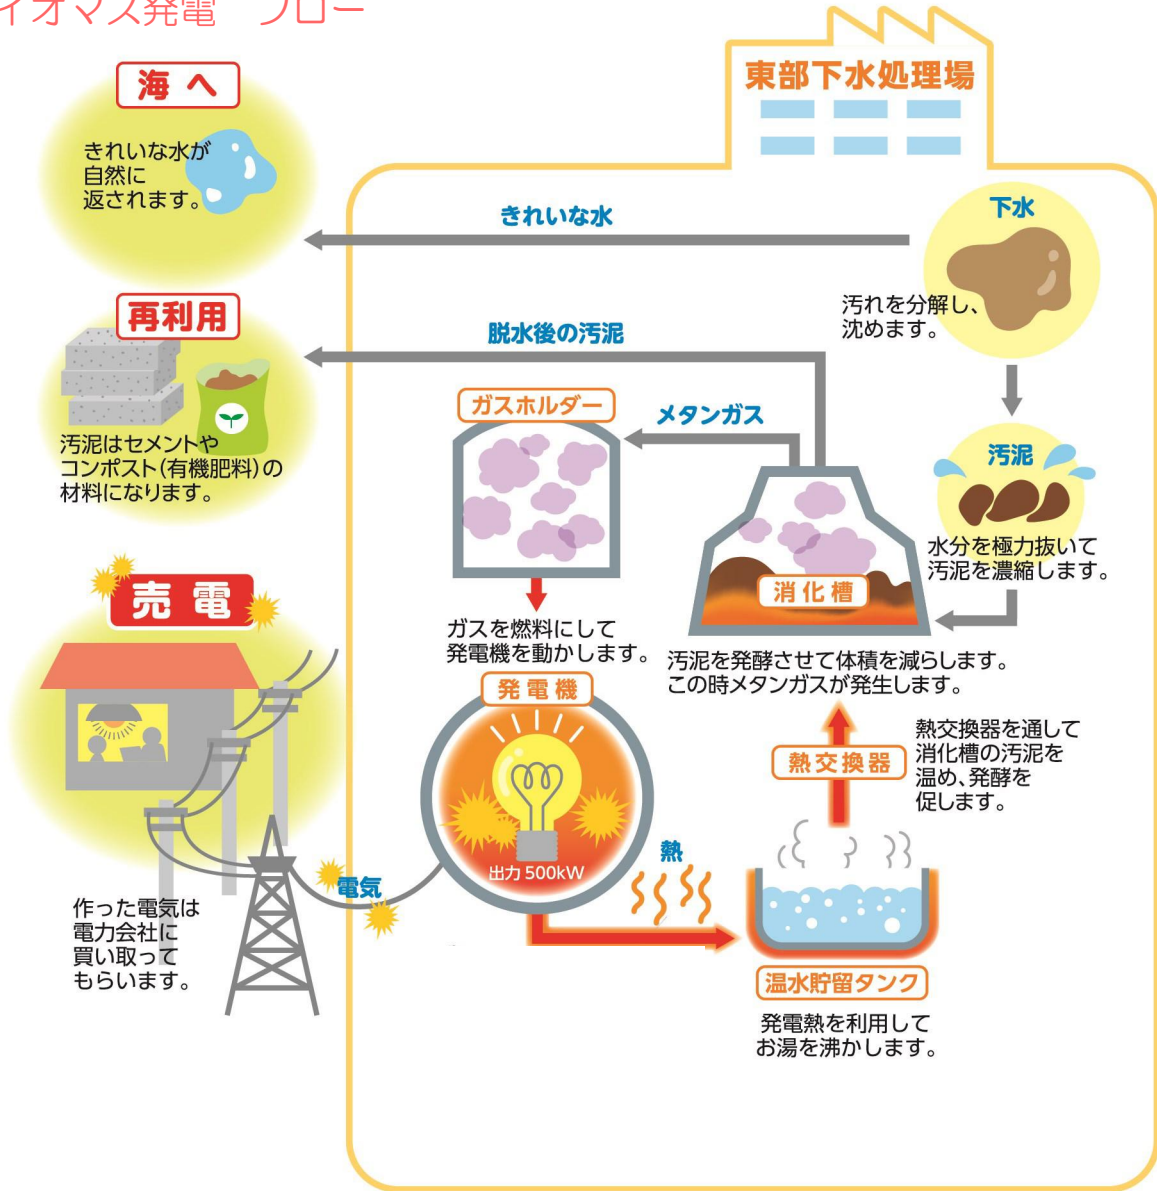 イオマス発電 フロー
東部下水処理場
海へ
きれいな水が
自然に
返されます。
きれいな水
下水
汚れを分解し、
沈めます。
再利用
汚泥はセメントや
コンポスト(有機肥料)の
材料になります。
脱水後の汚泥
ガスホルダー
メタンガス
汚泥
水分を極力抜いて
汚泥を濃縮します。
消化槽
汚泥を発酵させて体積を減らします。
この時メタンガスが発生します。
ガスを燃料にして
発電機を動かします。
発電機
出力 500kW
売電
作った電気は
電力会社に
買い取って
もらいます。
電気
熱
熱交換器
熱交換器を通して
消化槽の汚泥を
温め、発酵を
促します。
温水貯留タンク
発電熱を利用して
お湯を沸かします。